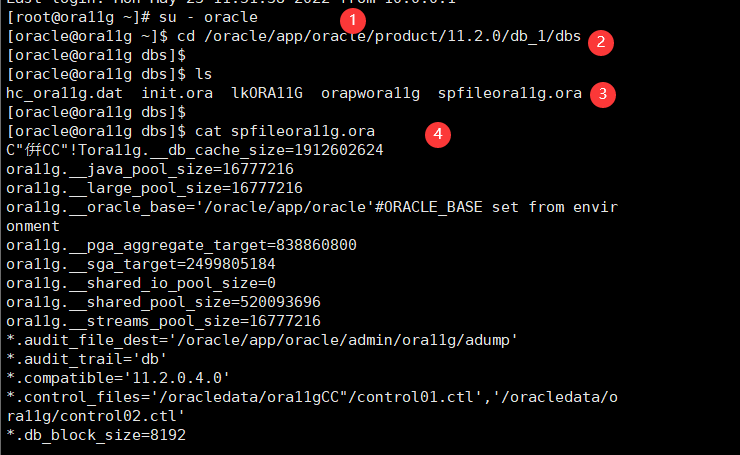 [root@ora11g ~]# su - oracle
1
[oracle@ora11g ~]$ cd /oracle/app/oracle/product/11.2.0/db_1/dbs
2
[oracle@ora11g dbs]$
[oracle@ora11g dbs]$ ls
hc_ora11g.dat  init.ora  lkORA11G  orapwora11g  spfileora11g.ora
3
[oracle@ora11g dbs]$
[oracle@ora11g dbs]$ cat spfileora11g.ora
4
C"倂CC"!Tora11g.__db_cache_size=1912602624
ora11g.__java_pool_size=16777216
ora11g.__large_pool_size=16777216
ora11g.__oracle_base='/oracle/app/oracle'#ORACLE_BASE set from envir
onment
ora11g.__pga_aggregate_target=838860800
ora11g.__sga_target=2499805184
ora11g.__shared_io_pool_size=0
ora11g.__shared_pool_size=520093696
ora11g.__streams_pool_size=16777216
*.audit_file_dest='/oracle/app/oracle/admin/ora11g/adump'
*.audit_trail='db'
*.compatible='11.2.0.4.0'
*.control_files='/oracledata/ora11gCC"/control01.ctl','/oracledata/o
ra11g/control02.ctl'
*.db_block_size=8192